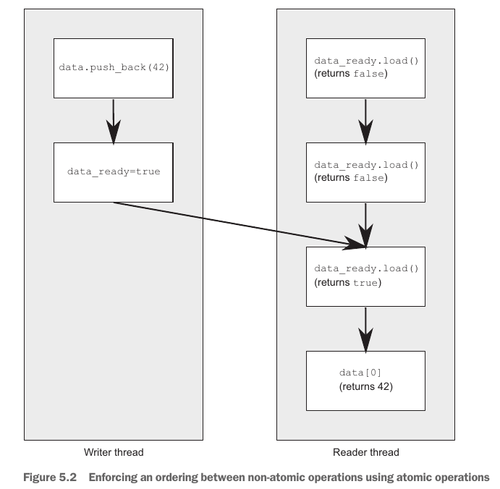 data.push_back(42)
data_ready=true
Writer thread
data_ready.load()
(returns false)
data_ready.load()
(returns false)
data_ready.load()
(returns true)
data[0]
(returns 42)
Reader thread
Figure 5.2 Enforcing an ordering between non-atomic operations using atomic operations